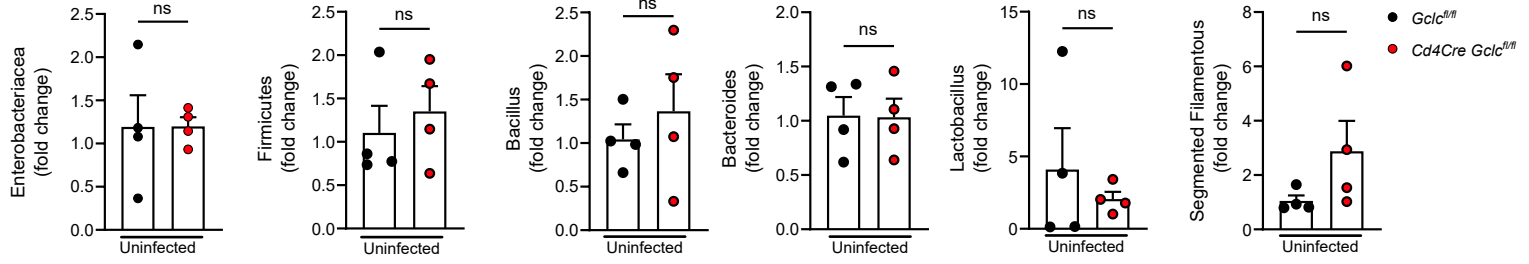 Enterobacteriacea
(fold change)
2.5
2.0
1.5
1.0
0.5
0.0
ns
Uninfected
Firmicutes
(fold change)
2.5
2.0
1.5
1.0
0.5
0.0
ns
Uninfected
Bacillus
(fold change)
2.5
2.0
1.5
1.0
0.5
0.0
ns
Uninfected
Bacteroides
(fold change)
2.0
1.5
1.0
0.5
0.0
ns
Uninfected
Lactobacillus
(fold change)
15
10
5
0
ns
Uninfected
Segmented Filamentous
(fold change)
8
6
4
2
0
ns
Uninfected
Gclcfl/fl
Cd4Cre Gclcfl/fl